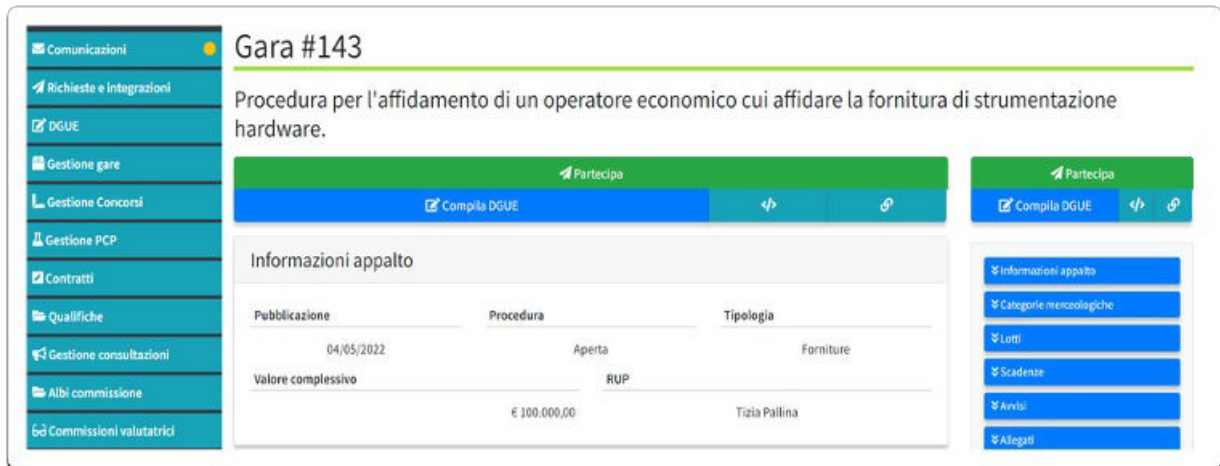 Comunicazioni
Richieste e integrazioni
DGUE
Gestione gare
Gestione Concorsi
Gestione PCP
Contratti
Qualifiche
Gestione consultazioni
Albi commissione
Commissioni valutatrici
Gara #143
Procedura per l'affidamento di un operatore economico cui affidare la fornitura di strumentazione
hardware.
Partecipa
Compila DGUE </>
Informazioni appalto
Pubblicazione Procedura Tipologia
04/05/2022 Aperta Forniture
Valore complessivo RUP
€ 100.000,00 Tizia Pallina
Partecipa
Compila DGUE </>
Informazioni appalto
Categorie merceologiche
Lotti
Scadenze
Avvisi
Allegati